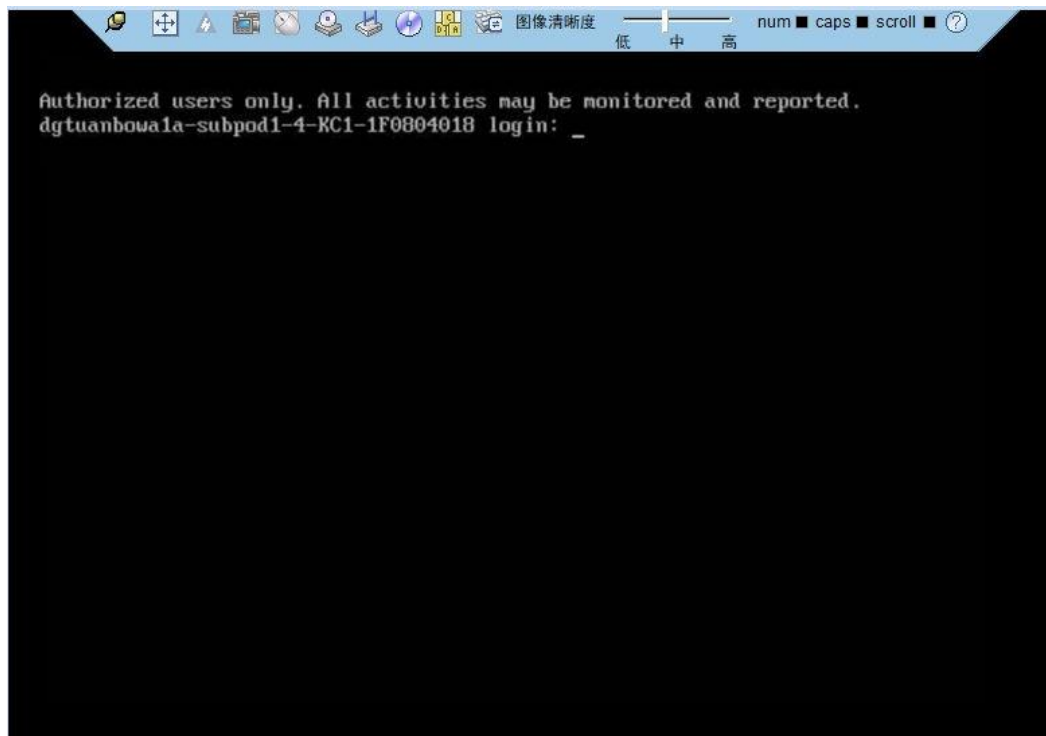 图像清晰度 低 中 高 num caps scroll ?
Authorized users only. All activities may be monitored and reported.
dgtuanbowa1a-subpod1-4-KC1-1F0804018 login: _